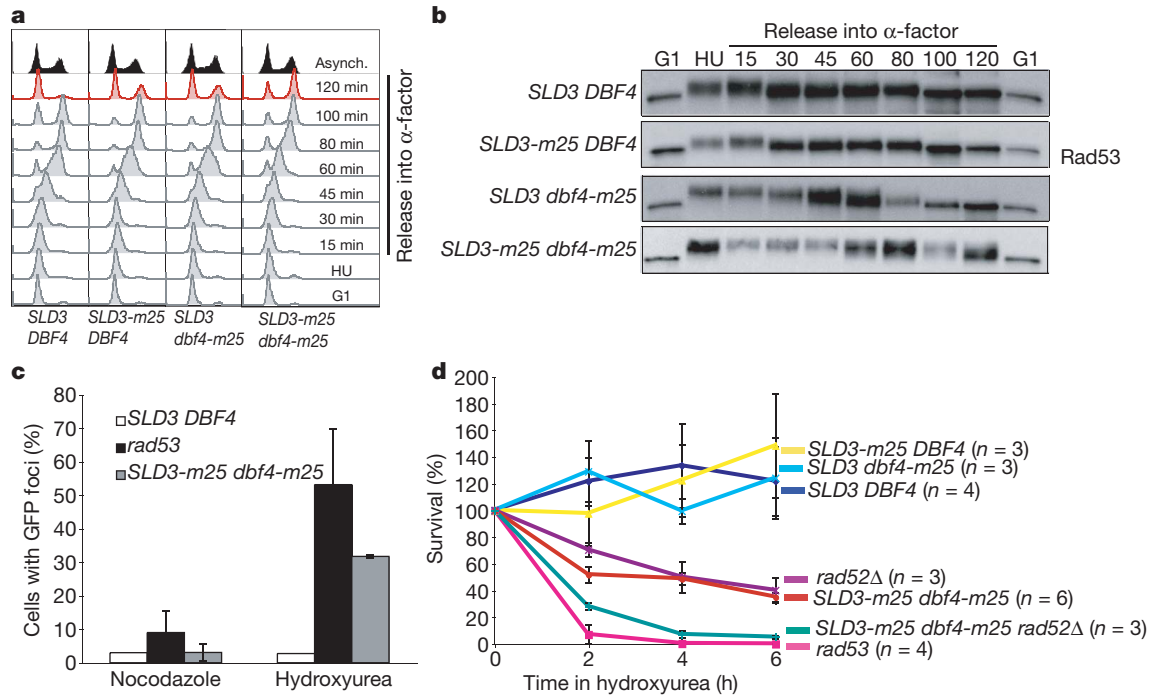 a
Asynch.
120 min
100 min
80 min
60 min
45 min
30 min
15 min
HU
G1
Release into α-factor
SLD3 DBF4
SLD3-m25 DBF4
SLD3 dbf4-m25
SLD3-m25 dbf4-m25
b
Release into α-factor
G1 HU 15 30 45 60 80 100 120 G1
SLD3 DBF4
SLD3-m25 DBF4
SLD3 dbf4-m25
SLD3-m25 dbf4-m25
Rad53
c
Cells with GFP foci (%)
80
70
60
50
40
30
20
10
0
SLD3 DBF4
rad53
SLD3-m25 dbf4-m25
Nocodazole Hydroxyurea
d
Survival (%)
200
180
160
140
120
100
80
60
40
20
0
0 2 4 6
Time in hydroxyurea (h)
SLD3-m25 DBF4 (n = 3)
SLD3 dbf4-m25 (n = 3)
SLD3 DBF4 (n = 4)
rad52Δ (n = 3)
SLD3-m25 dbf4-m25 (n = 6)
SLD3-m25 dbf4-m25 rad52Δ (n = 3)
rad53 (n = 4)